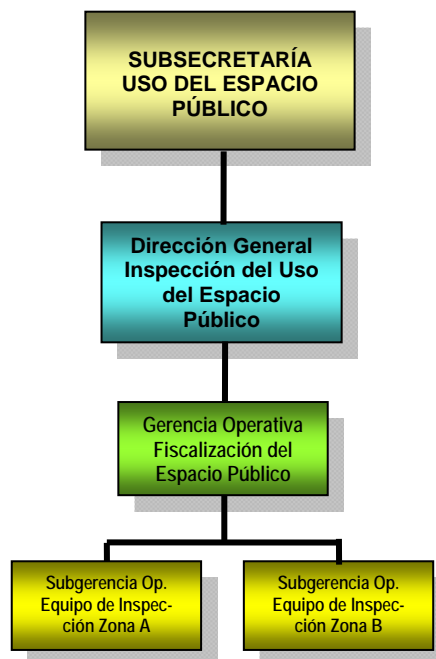 SUBSECRETARÍA
USO DEL ESPACIO
PÚBLICO
Dirección General
Inspección del Uso
del Espacio
Público
Gerencia Operativa
Fiscalización del
Espacio Público
Subgerencia Op.
Equipo de Inspec-
ción Zona A
Subgerencia Op.
Equipo de Inspec-
ción Zona B